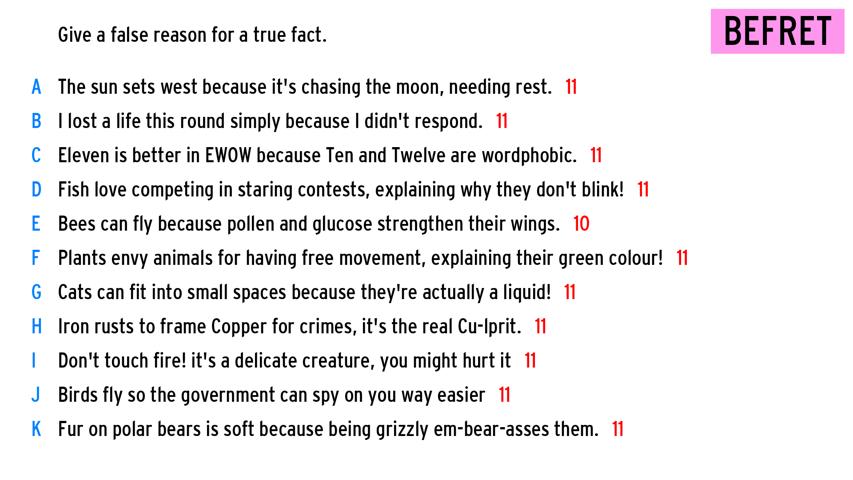 Give a false reason for a true fact.
BEFRET
A The sun sets west because it's chasing the moon, needing rest. 11
B I lost a life this round simply because I didn't respond. 11
C Eleven is better in EWOW because Ten and Twelve are wordphobic. 11
D Fish love competing in staring contests, explaining why they don't blink! 11
E Bees can fly because pollen and glucose strengthen their wings. 10
F Plants envy animals for having free movement, explaining their green colour! 11
G Cats can fit into small spaces because they're actually a liquid! 11
H Iron rusts to frame Copper for crimes, it's the real Cu-lprit. 11
I Don't touch fire! it's a delicate creature, you might hurt it 11
J Birds fly so the government can spy on you way easier 11
K Fur on polar bears is soft because being grizzly em-bear-asses them. 11